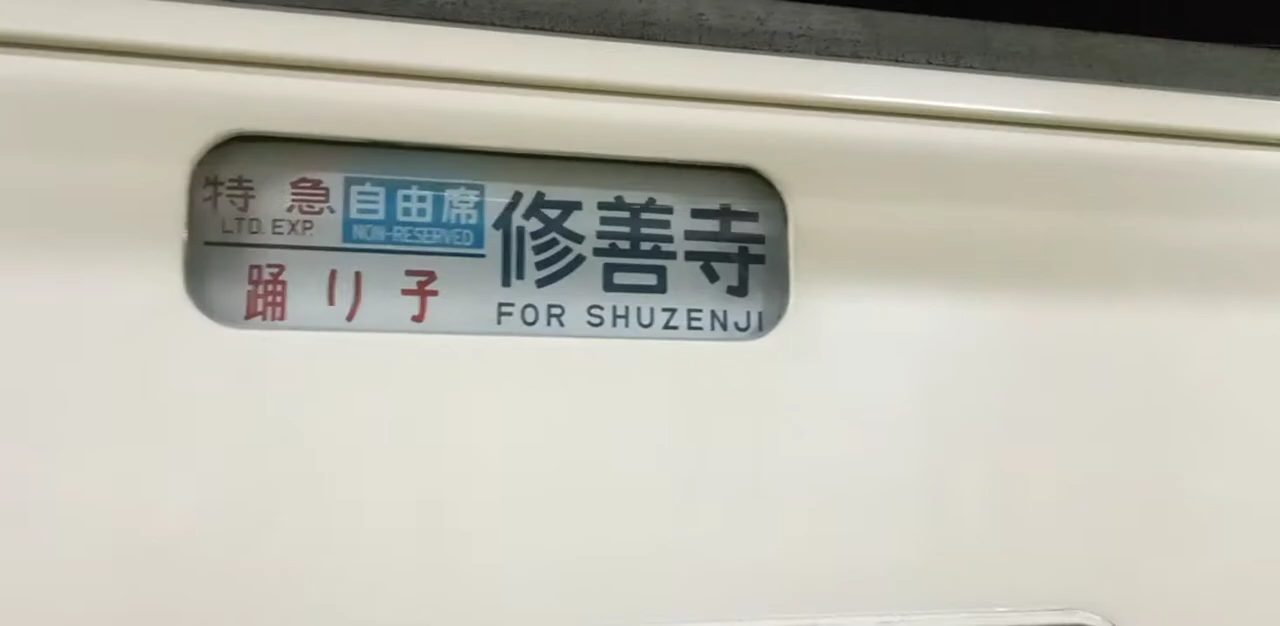 特急 自由席 修善寺
LTD. EXP. NON-RESERVED
踊り子
FOR SHUZENJI